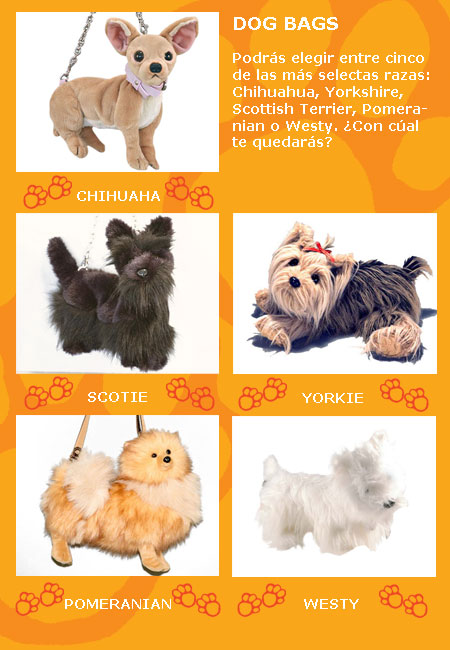 DOG BAGS
Podrás elegir entre cinco
de las más selectas razas:
Chihuahua, Yorkshire,
Scottish Terrier, Pomera-
nian o Westy. ¿Con cúal
te quedarás?
CHIHUAHA
SCOTIE
YORKIE
POMERANIAN
WESTY